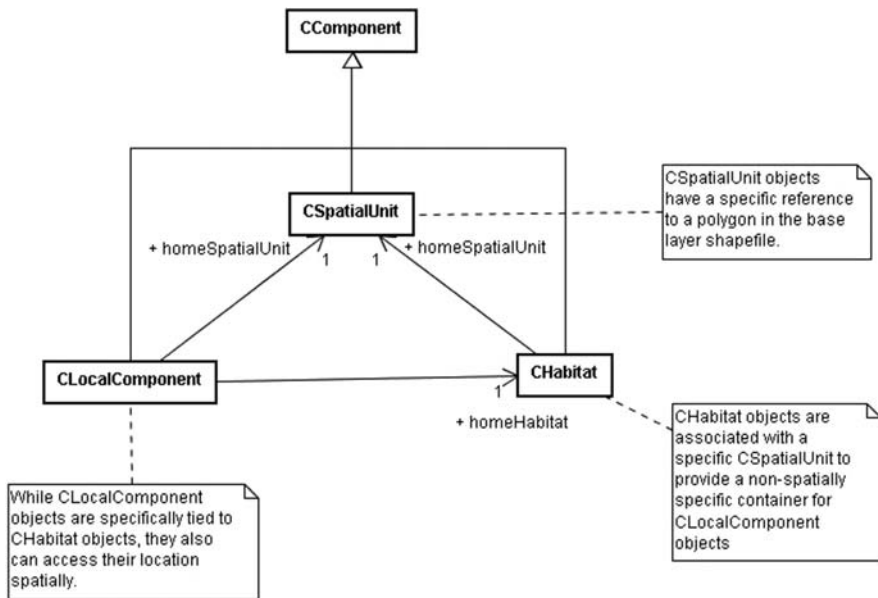 CComponent
CSpatialUnit
CSpatialUnit objects
have a specific reference
to a polygon in the base
layer shapefile.
+ homeSpatialUnit
+ homeSpatialUnit
1
1
CLocalComponent
CHabitat
1
+ homeHabitat
CHabitat objects are
associated with a
specific CSpatialUnit to
provide a non-spatially
specific container for
CLocalComponent
objects
While CLocalComponent
objects are specifically tied to
CHabitat objects, they also
can access their location
spatially.